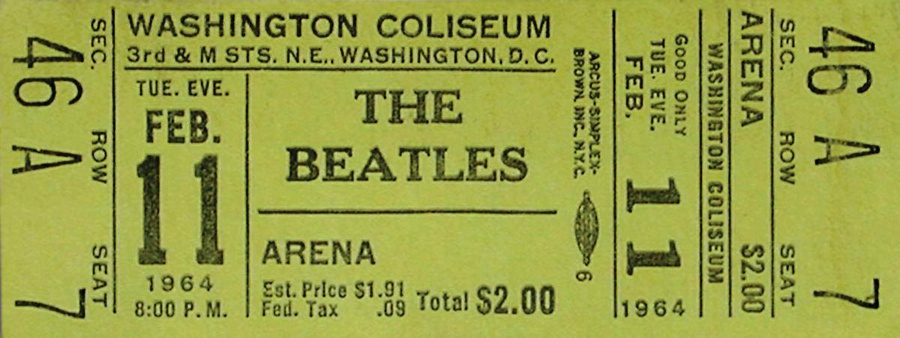 SEC. ROW SEAT
46 A 7
WASHINGTON COLISEUM
3rd & M STS. N.E., WASHINGTON, D.C.
TUE. EVE.
FEB.
11
1964
8:00 P.M.
THE
BEATLES
ARENA
Est. Price $1.91
Fed. Tax .09
Total $2.00
ARCUS-SIMPLEX-
BROWN, INC., N.Y.C.
6
GOOD ONLY
TUE. EVE.
FEB.
11
1964
WASHINGTON COLISEUM
ARENA $2.00
SEC. ROW SEAT
46 A 7